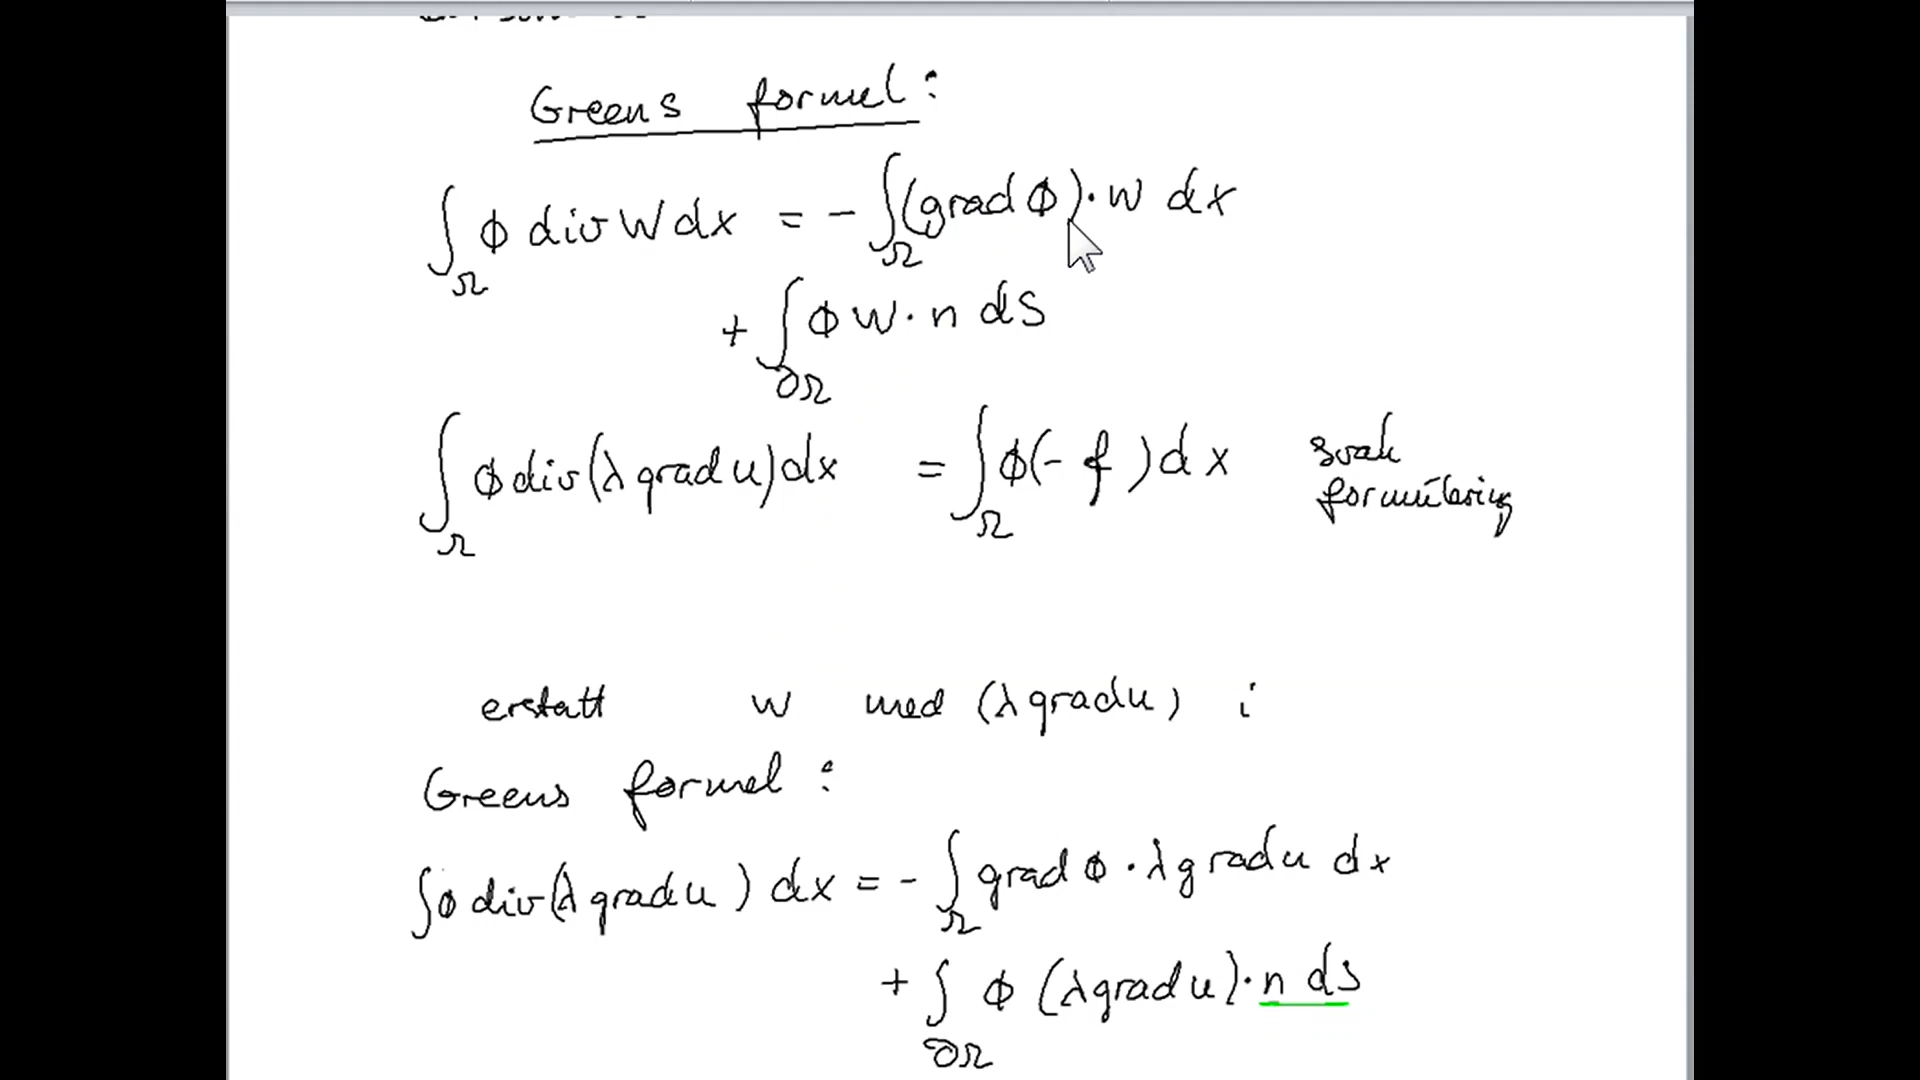 Greens formel:
∫_Ω φ div w dx = - ∫_Ω (grad φ) · w dx
+ ∫_∂Ω φ w · n dS
∫_Ω φ div(λ grad u) dx = ∫_Ω φ(-f) dx svak
formulering
erstatt w med (λ grad u) i
Greens formel:
∫ φ div(λ grad u) dx = - ∫_Ω grad φ · λ grad u dx
+ ∫_∂Ω φ (λ grad u) · n ds